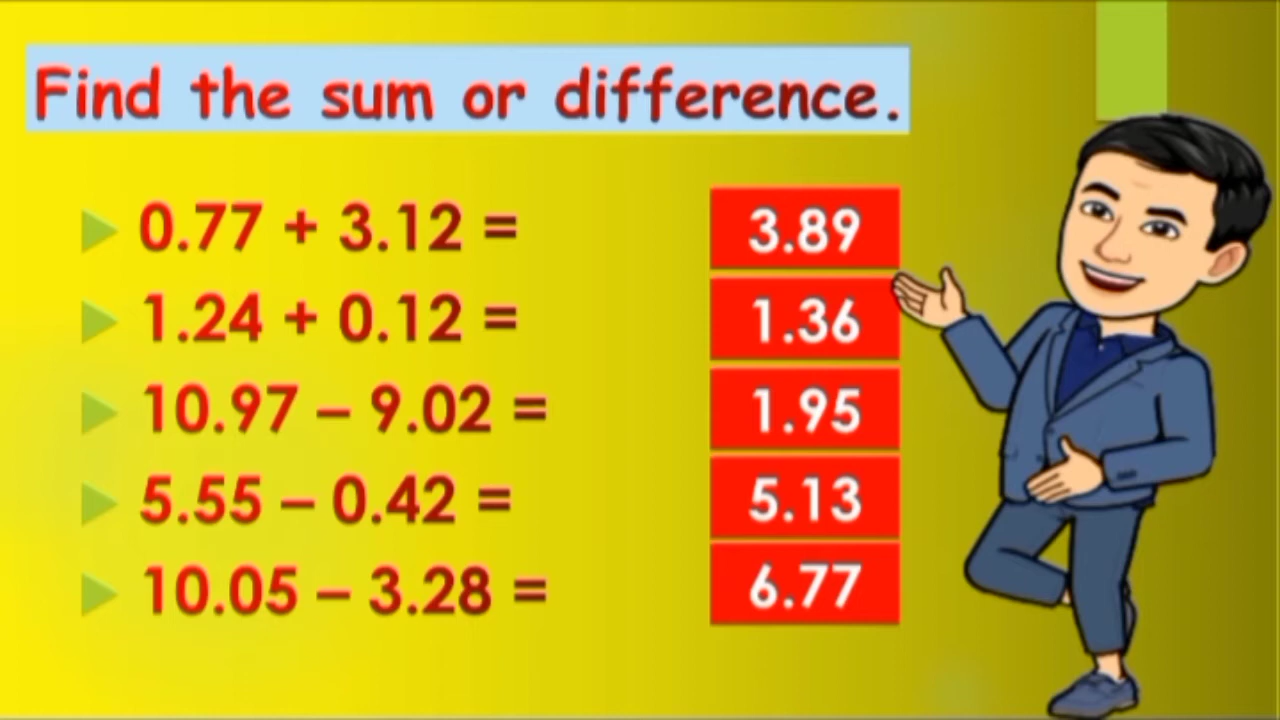 Find the sum or difference.
0.77 + 3.12 = 3.89
1.24 + 0.12 = 1.36
10.97 – 9.02 = 1.95
5.55 – 0.42 = 5.13
10.05 – 3.28 = 6.77